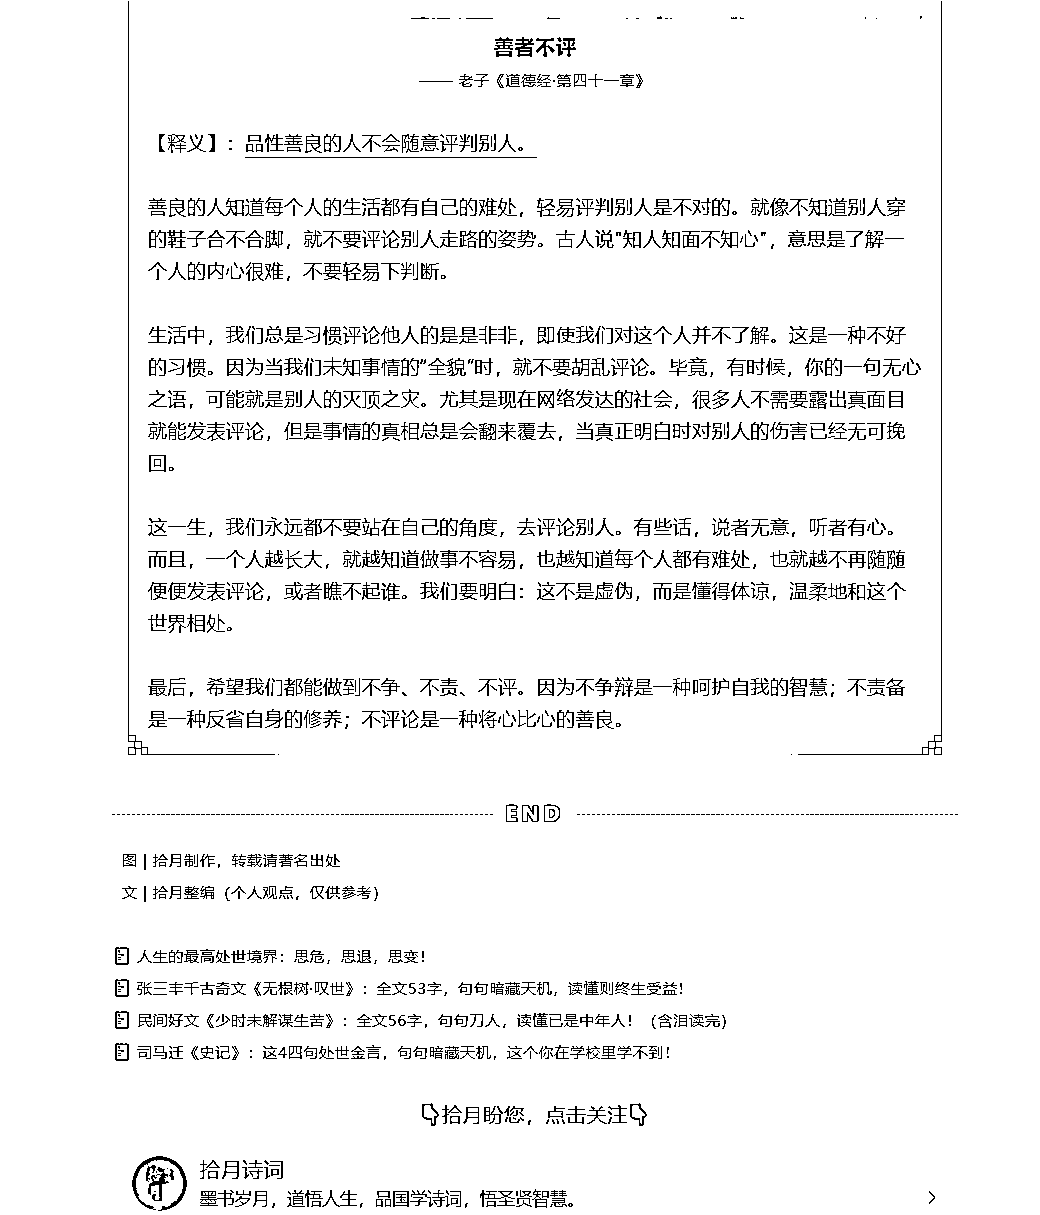 善者不评
—— 老子《道德经·第四十一章》
【释义】：品性善良的人不会随意评判别人。
善良的人知道每个人的生活都有自己的难处，轻易评判别人是不对的。就像不知道别人穿
的鞋子合不合脚，就不要评论别人走路的姿势。古人说"知人知面不知心"，意思是了解一
个人的内心很难，不要轻易下判断。
生活中，我们总是习惯评论他人的是是非非，即使我们对这个人并不了解。这是一种不好
的习惯。因为当我们未知事情的“全貌”时，就不要胡乱评论。毕竟，有时候，你的一句无心
之语，可能就是别人的灭顶之灾。尤其是现在网络发达的社会，很多人不需要露出真面目
就能发表评论，但是事情的真相总是会翻来覆去，当真正明白时对别人的伤害已经无可挽
回。
这一生，我们永远都不要站在自己的角度，去评论别人。有些话，说者无意，听者有心。
而且，一个人越长大，就越知道做事不容易，也越知道每个人都有难处，也就越不再随随
便便发表评论，或者瞧不起谁。我们要明白：这不是虚伪，而是懂得体谅，温柔地和这个
世界相处。
最后，希望我们都能做到不争、不责、不评。因为不争辩是一种呵护自我的智慧；不责备
是一种反省自身的修养；不评论是一种将心比心的善良。
END
图 | 拾月制作，转载请著名出处
文 | 拾月整编（个人观点，仅供参考）
人生的最高处世境界：思危，思退，思变！
张三丰千古奇文《无根树·叹世》：全文53字，句句暗藏天机，读懂则终生受益！
民间好文《少时未解谋生苦》：全文56字，句句刀人，读懂已是中年人！（含泪读完）
司马迁《史记》：这4四句处世金言，句句暗藏天机，这个你在学校里学不到！
👇拾月盼您，点击关注👇
拾月诗词
墨书岁月，道悟人生，品国学诗词，悟圣贤智慧。